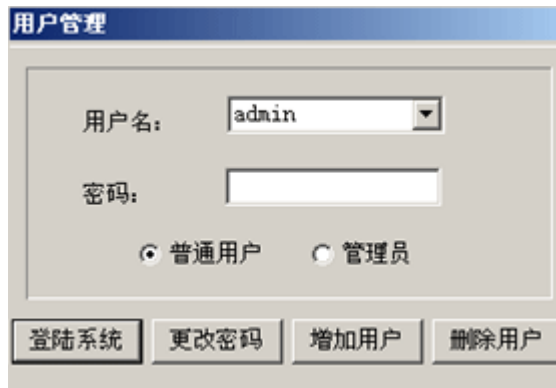 用户管理
用户名： admin
密码：
普通用户 管理员
登陆系统 更改密码 增加用户 删除用户